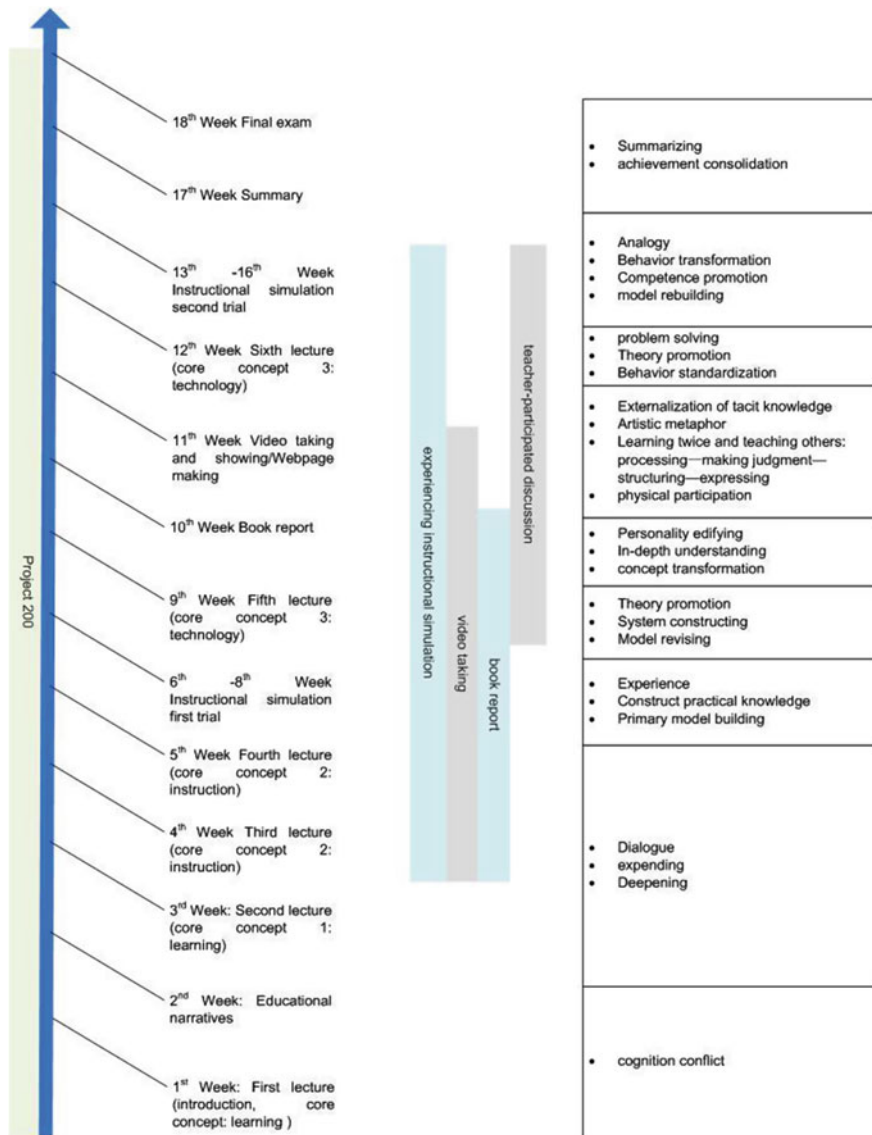 18th Week Final exam
17th Week Summary
13th -16th Week
Instructional simulation
second trial
12th Week Sixth lecture
(core concept 3:
technology)
11th Week Video taking
and showing/Webpage
making
10th Week Book report
9th Week Fifth lecture
(core concept 3:
technology)
6th -8th Week
Instructional simulation
first trial
5th Week Fourth lecture
(core concept 2:
instruction)
4th Week Third lecture
(core concept 2:
instruction)
3rd Week: Second lecture
(core concept 1:
learning)
2nd Week: Educational
narratives
1st Week: First lecture
(introduction, core
concept: learning )
Project 200
experiencing instructional simulation
video taking
book report
teacher-participated discussion
• Summarizing
• achievement consolidation
• Analogy
• Behavior transformation
• Competence promotion
• model rebuilding
• problem solving
• Theory promotion
• Behavior standardization
• Externalization of tacit knowledge
• Artistic metaphor
• Learning twice and teaching others:
processing—making judgment—
structuring—expressing
• physical participation
• Personality edifying
• In-depth understanding
• concept transformation
• Theory promotion
• System constructing
• Model revising
• Experience
• Construct practical knowledge
• Primary model building
• Dialogue
• expending
• Deepening
• cognition conflict